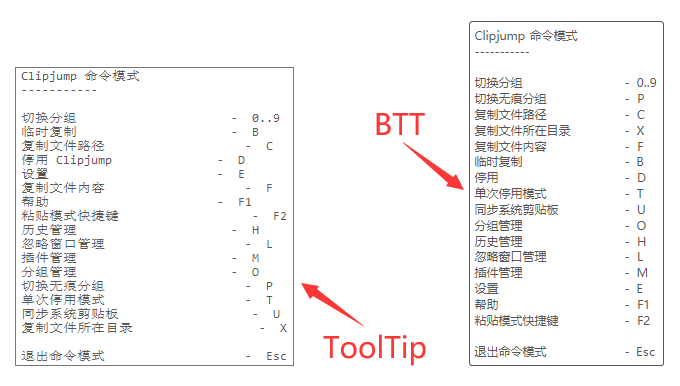 Clipjump 命令模式
-----------
切换分组 - 0..9
临时复制 - B
复制文件路径 - C
停用 Clipjump - D
设置 - E
复制文件内容 - F
帮助 - F1
粘贴模式快捷键 - F2
历史管理 - H
忽略窗口管理 - L
插件管理 - M
分组管理 - O
切换无痕分组 - P
单次停用模式 - T
同步系统剪贴板 - U
复制文件所在目录 - X
退出命令模式 - Esc
ToolTip
BTT
Clipjump 命令模式
-----------
切换分组 - 0..9
切换无痕分组 - P
复制文件路径 - C
复制文件所在目录 - X
复制文件内容 - F
临时复制 - B
停用 - D
单次停用模式 - T
同步系统剪贴板 - U
分组管理 - O
历史管理 - H
忽略窗口管理 - L
插件管理 - M
设置 - E
帮助 - F1
粘贴模式快捷键 - F2
退出命令模式 - Esc